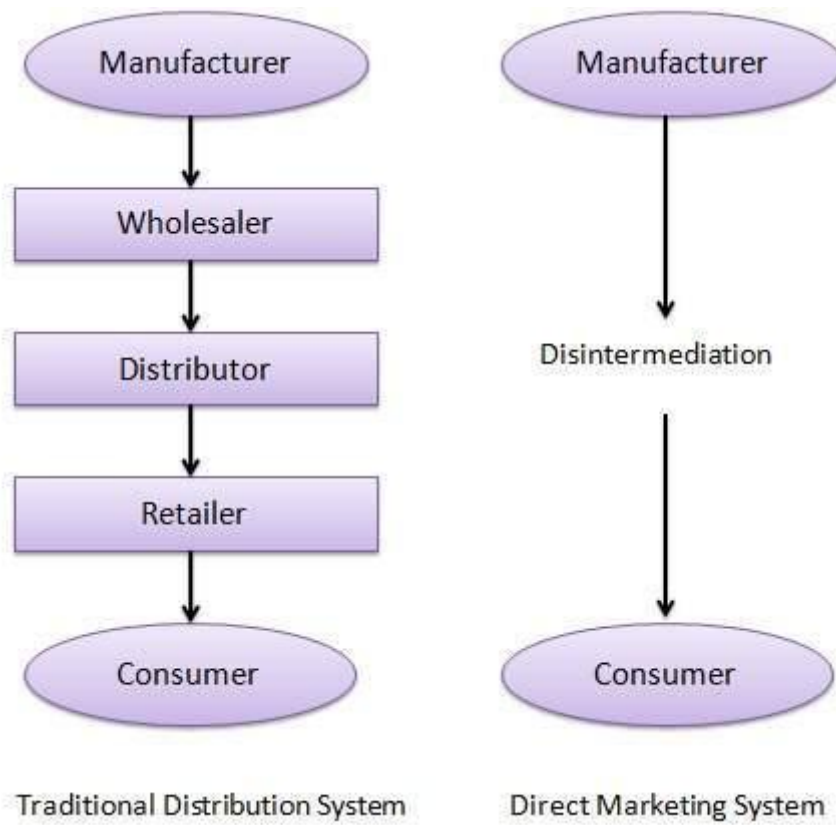 Manufacturer
Wholesaler
Distributor
Retailer
Consumer
Traditional Distribution System
Manufacturer
Disintermediation
Consumer
Direct Marketing System